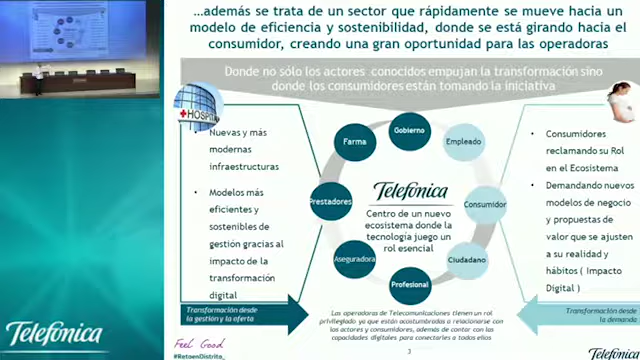 …además se trata de un sector que rápidamente se mueve hacia un
modelo de eficiencia y sostenibilidad, donde se está girando hacia el
consumidor, creando una gran oportunidad para las operadoras
Donde no sólo los actores conocidos empujan la transformación sino
donde los consumidores están tomando la iniciativa
HOSPITA
Nuevas y más
modernas
infraestructuras
Modelos más
eficientes y
sostenibles de
gestión gracias al
impacto de la
transformación
digital
Transformación desde
la gestión y la oferta
Farma
Gobierno
Empleado
Prestadores
Consumidor
Aseguradora
Ciudadano
Profesional
Telefónica
Centro de un nuevo
ecosistema donde la
tecnología juego un
rol esencial
Las operadoras de Telecomunicaciones tienen un rol
privilegiado ya que están acostumbradas a relacionarse con
los actores y consumidores, además de contar con las
capacidades digitales para conectarles a todos ellos
Consumidores
reclamando su Rol
en el Ecosistema
Demandando nuevos
modelos de negocio
y propuestas de
valor que se ajusten
a su realidad y
hábitos ( Impacto
Digital )
Transformación desde
la demanda
Telefónica
Feel Good
#RetoenDistrito_
3
Telefónica